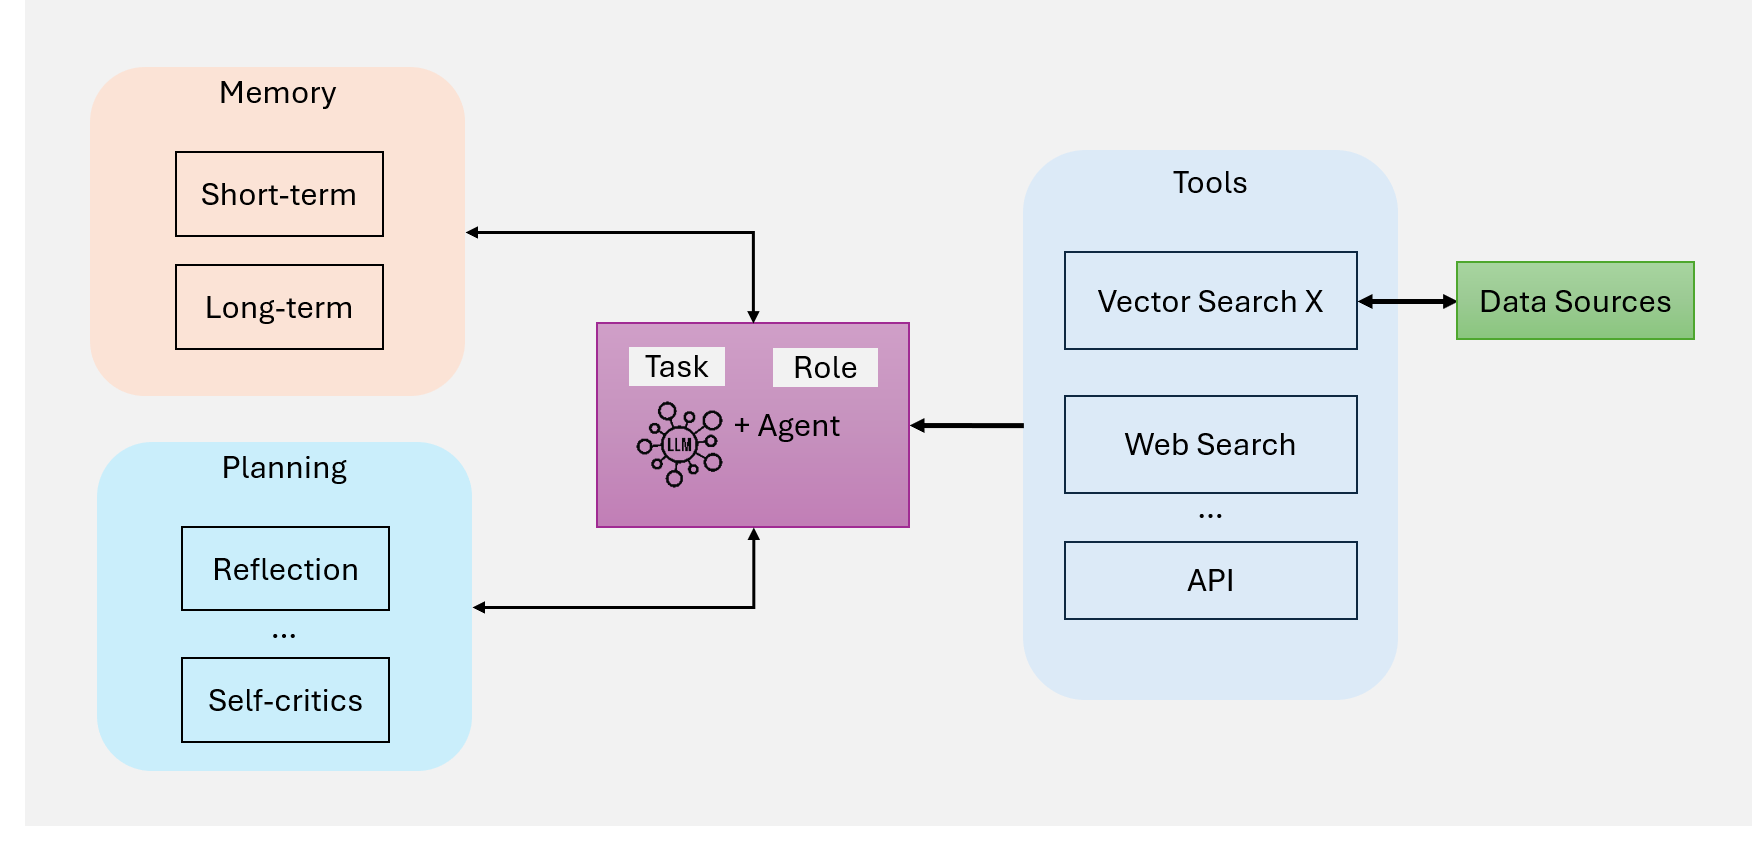 Memory
Short-term
Long-term
Planning
Reflection
...
Self-critics
Task
Role
LLM
+ Agent
Tools
Vector Search X
Web Search
...
API
Data Sources